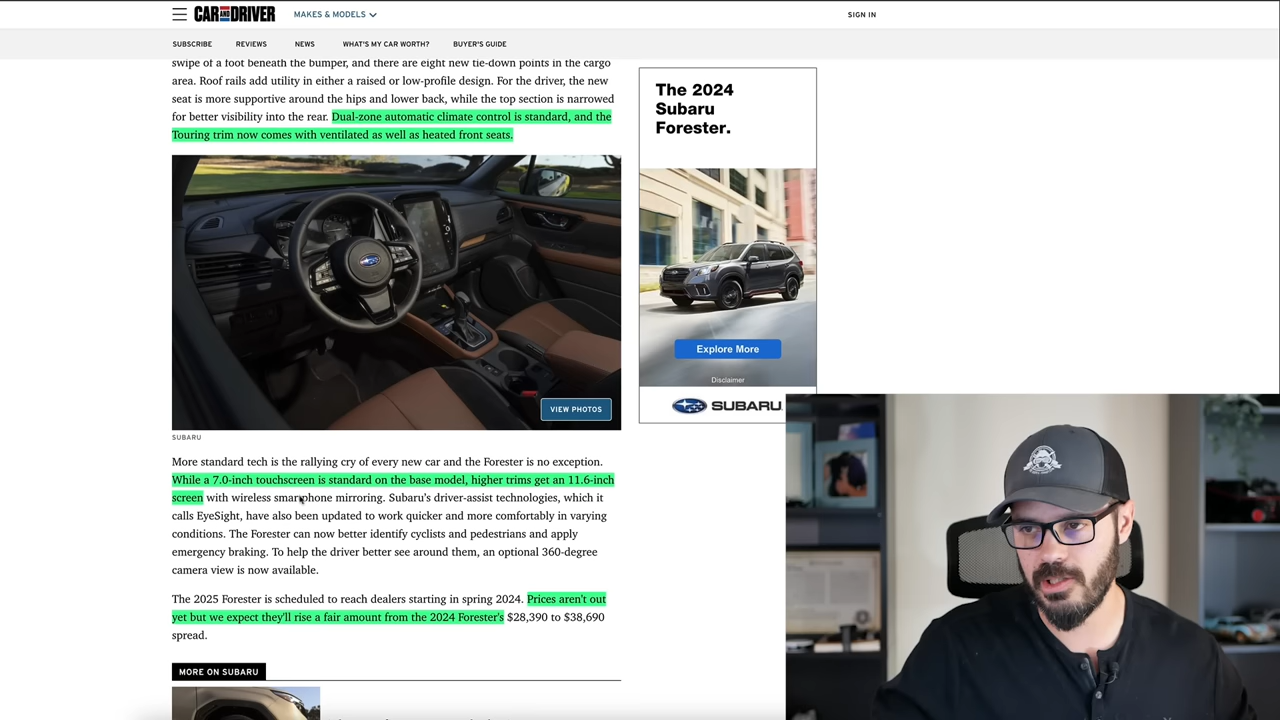 CAR AND DRIVER
MAKES & MODELS
SIGN IN
SUBSCRIBE
REVIEWS
NEWS
WHAT'S MY CAR WORTH?
BUYER'S GUIDE
swipe of a foot beneath the bumper, and there are eight new tie-down points in the cargo
area. Roof rails add utility in either a raised or low-profile design. For the driver, the new
seat is more supportive around the hips and lower back, while the top section is narrowed
for better visibility into the rear. Dual-zone automatic climate control is standard, and the
Touring trim now comes with ventilated as well as heated front seats.
VIEW PHOTOS
SUBARU
More standard tech is the rallying cry of every new car and the Forester is no exception.
While a 7.0-inch touchscreen is standard on the base model, higher trims get an 11.6-inch
screen with wireless smartphone mirroring. Subaru's driver-assist technologies, which it
calls EyeSight, have also been updated to work quicker and more comfortably in varying
conditions. The Forester can now better identify cyclists and pedestrians and apply
emergency braking. To help the driver better see around them, an optional 360-degree
camera view is now available.
The 2025 Forester is scheduled to reach dealers starting in spring 2024. Prices aren't out
yet but we expect they'll rise a fair amount from the 2024 Forester's $28,390 to $38,690
spread.
MORE ON SUBARU
The 2024
Subaru
Forester.
Explore More
Disclaimer
SUBARU